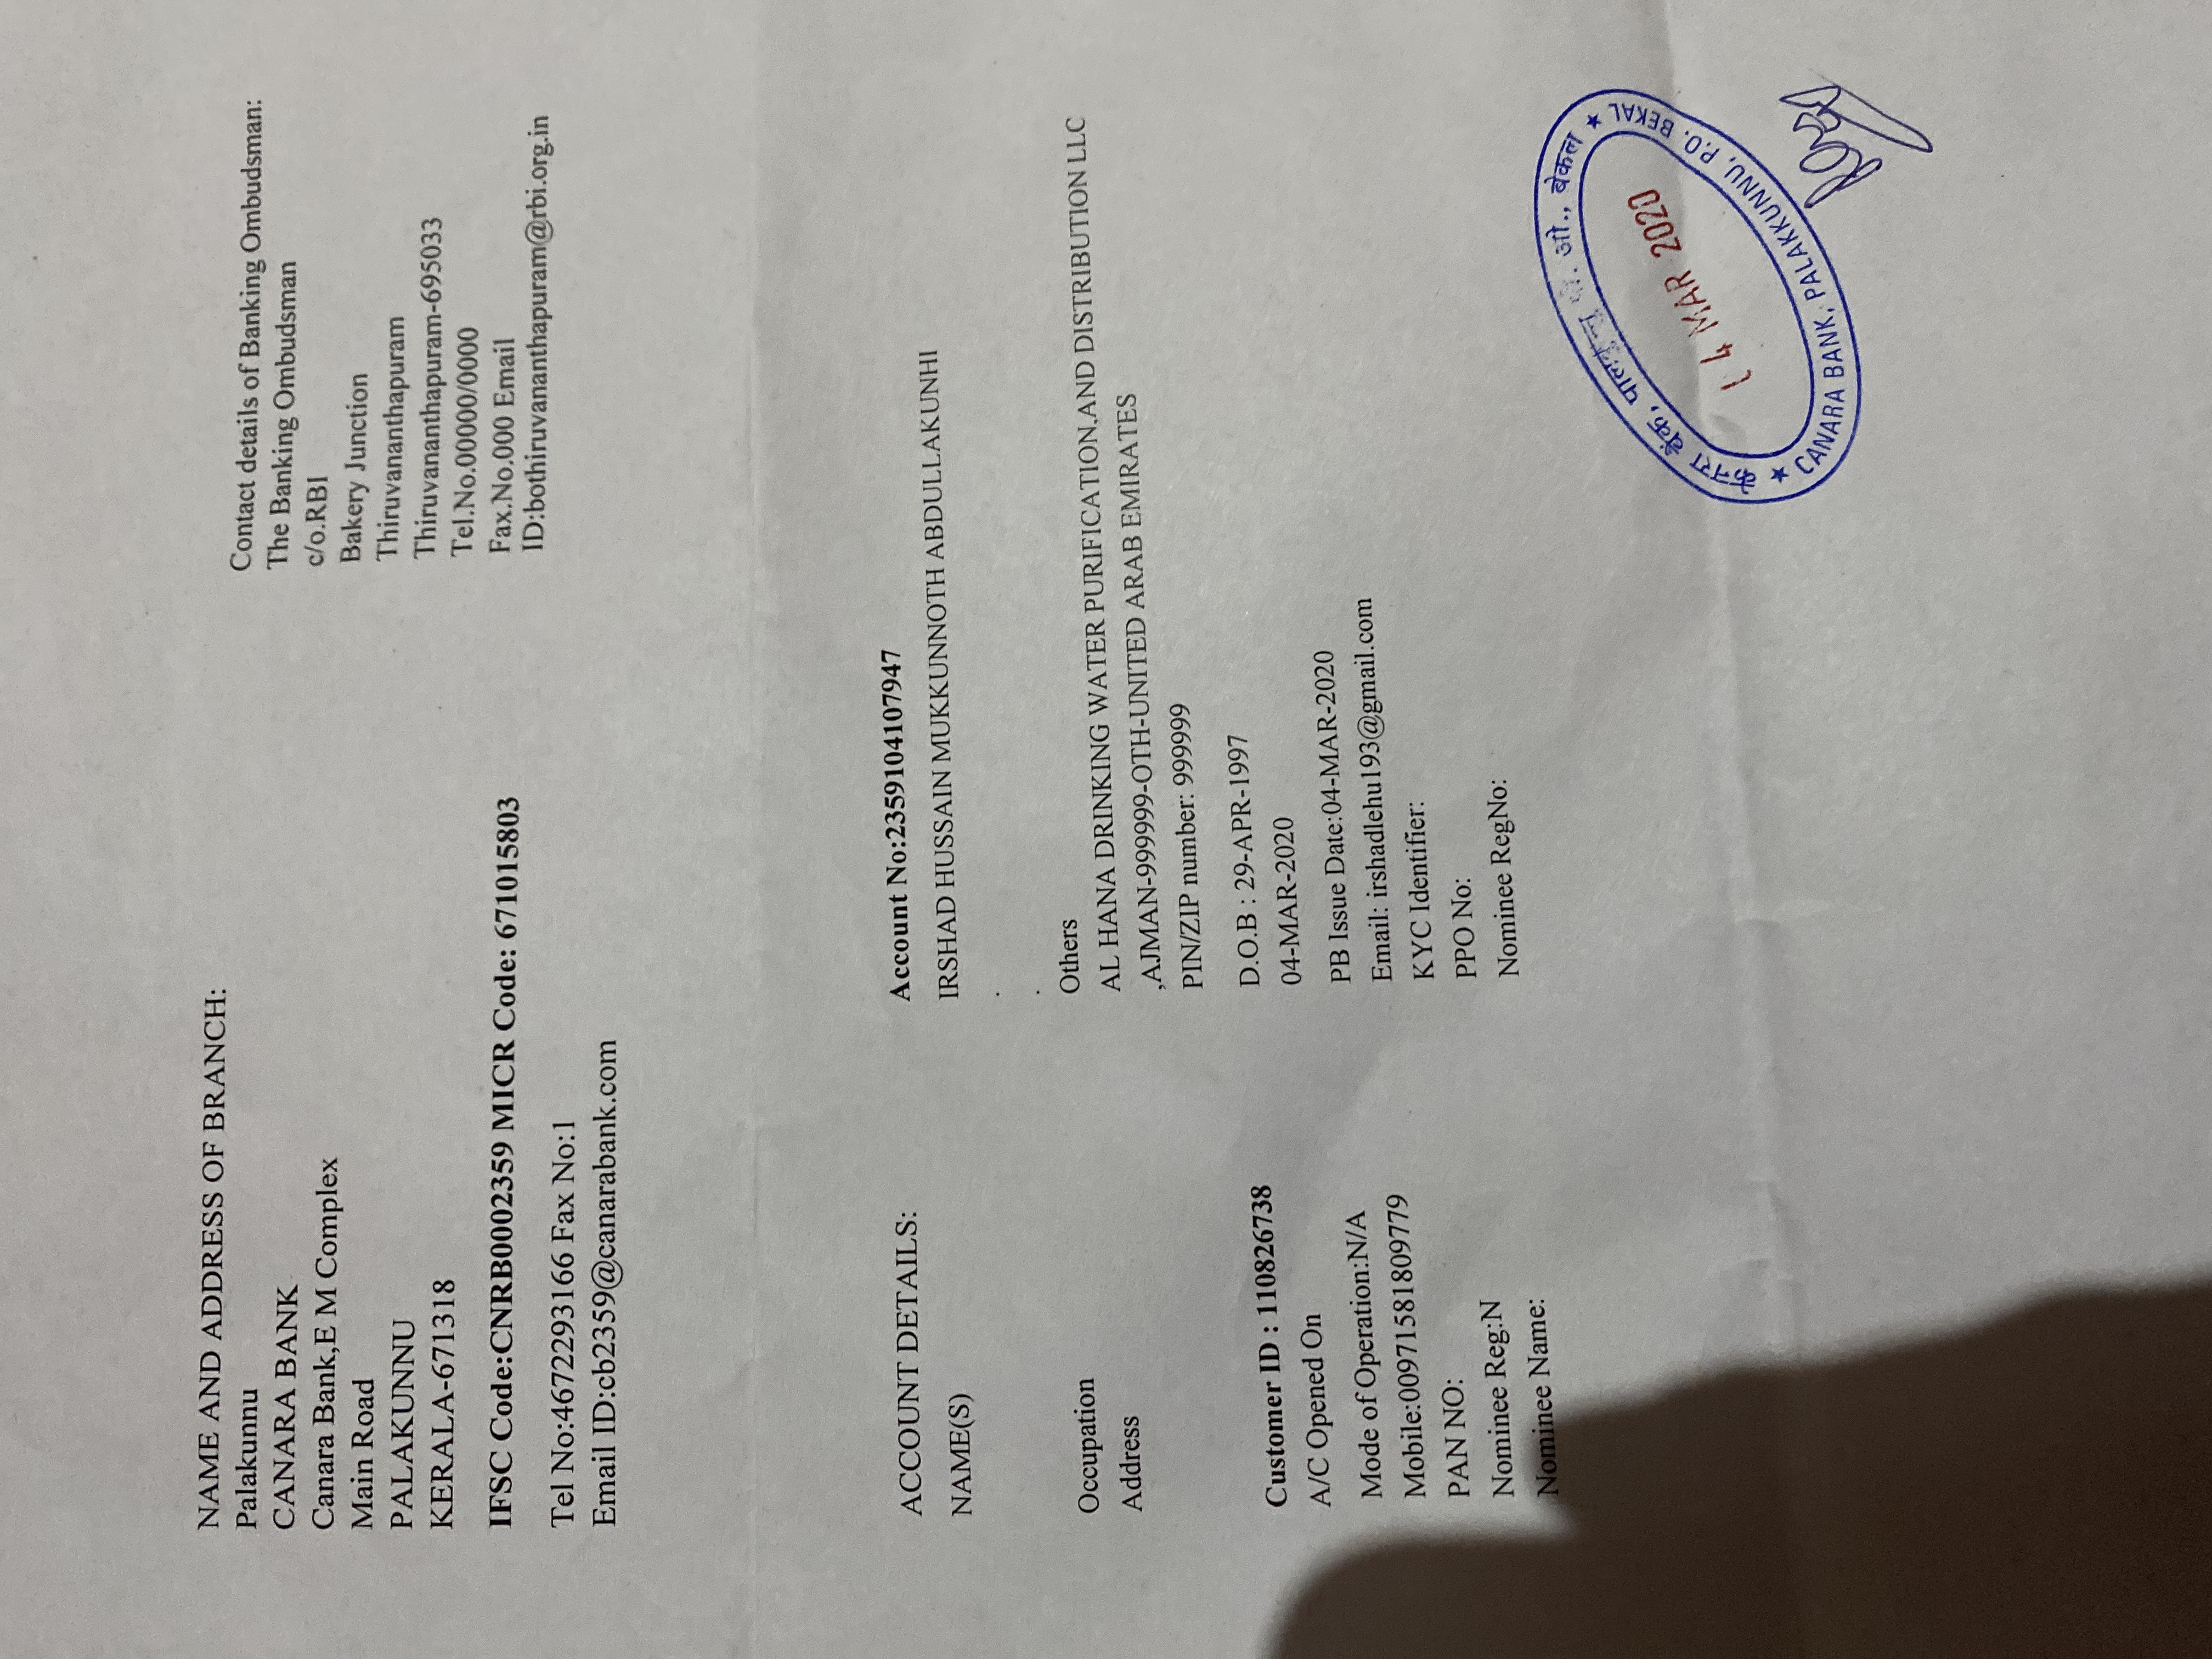 NAME AND ADDRESS OF BRANCH:
Palakunnu
CANARA BANK
Canara Bank,E M Complex
Main Road
PALAKUNNU
KERALA-671318
IFSC Code:CNRB0002359 MICR Code: 671015803
Tel No:4672293166 Fax No:1
Email ID:cb2359@canarabank.com
Contact details of Banking Ombudsman:
The Banking Ombudsman
c/o.RBI
Bakery Junction
Thiruvananthapuram
Thiruvananthapuram-695033
Tel.No.00000/0000
Fax.No.000 Email
ID:bothiruvananthapuram@rbi.org.in
ACCOUNT DETAILS: Account No:2359104107947
NAME(S) IRSHAD HUSSAIN MUKKUNNOTH ABDULLAKUNHI
.
.
Occupation Others
Address AL HANA DRINKING WATER PURIFICATION,AND DISTRIBUTION LLC
,AJMAN-999999-OTH-UNITED ARAB EMIRATES
PIN/ZIP number: 999999
Customer ID : 110826738 D.O.B : 29-APR-1997
A/C Opened On 04-MAR-2020
Mode of Operation:N/A PB Issue Date:04-MAR-2020
Mobile:00971581809779 Email: irshadlehu193@gmail.com
PAN NO: KYC Identifier:
Nominee Reg:N PPO No:
Nominee Name: Nominee RegNo:
केनरा बैंक, पालकुन्नु पी. ओ., बेकल
4 MAR 2020
CANARA BANK, PALAKKUNNU, P.O. BEKAL